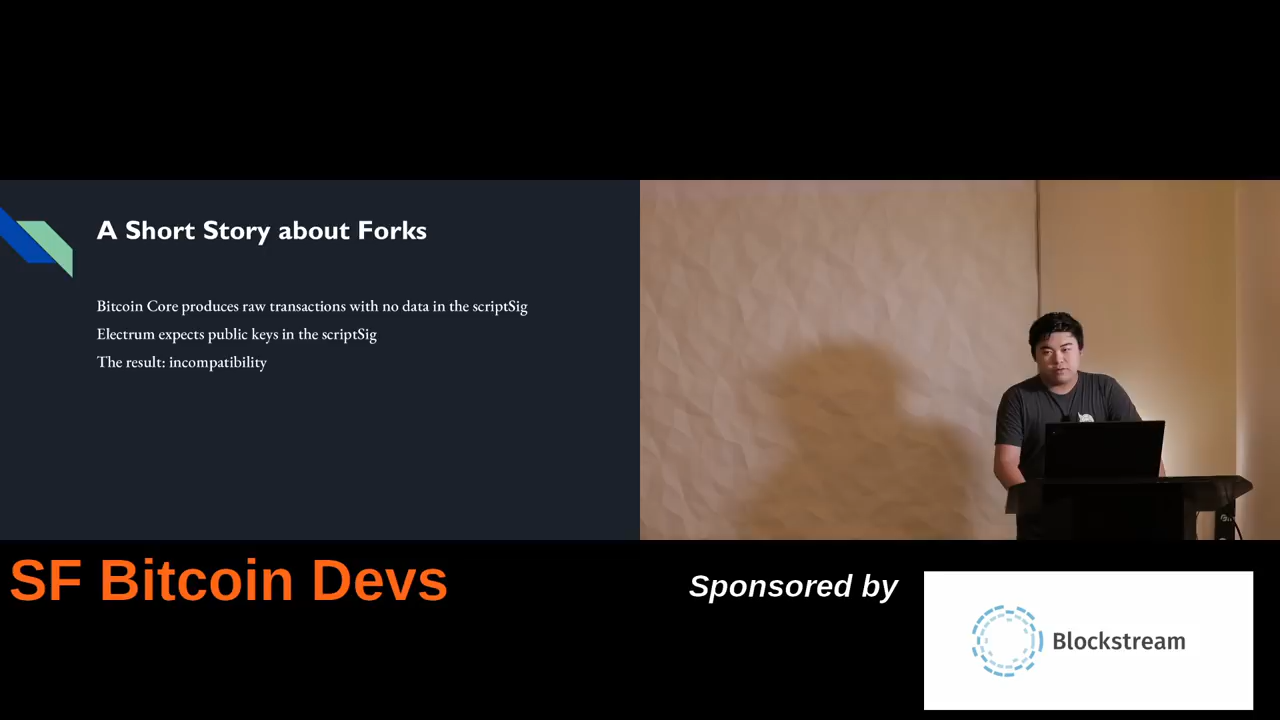 A Short Story about Forks
Bitcoin Core produces raw transactions with no data in the scriptSig
Electrum expects public keys in the scriptSig
The result: incompatibility
SF Bitcoin Devs
Sponsored by
Blockstream